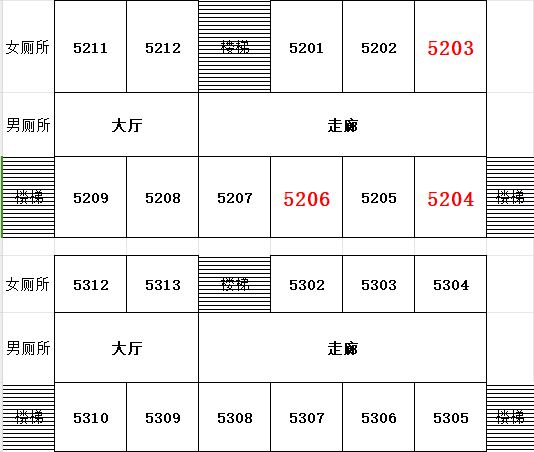 女厕所 5211 5212 楼梯 5201 5202 5203
男厕所 大厅 走廊
楼梯 5209 5208 5207 5206 5205 5204 楼梯
女厕所 5312 5313 楼梯 5302 5303 5304
男厕所 大厅 走廊
楼梯 5310 5309 5308 5307 5306 5305 楼梯